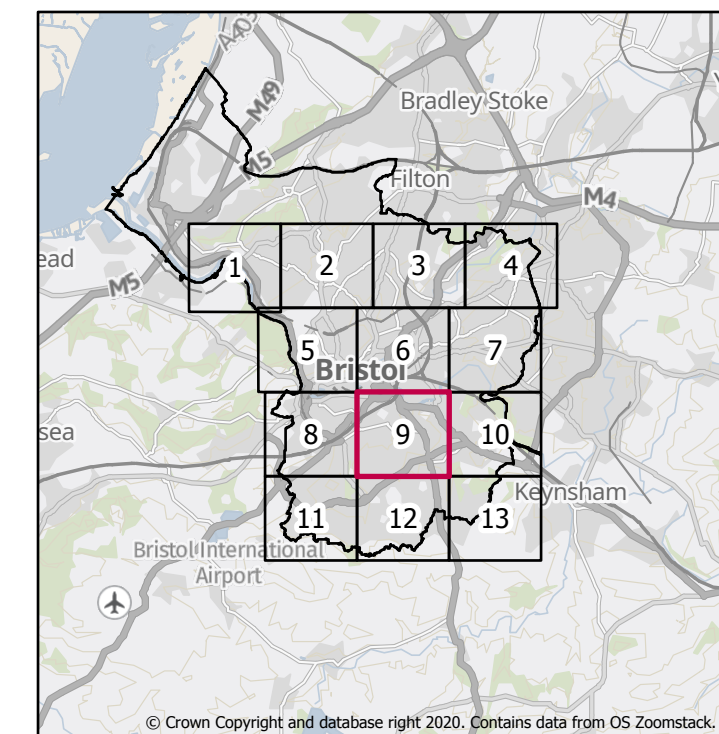 A403
M49
Bradley Stoke
M5
Filton
M4
ead
M5
1
2
3
4
5
6
7
Bristol
sea
8
9
10
Keynsham
11
12
13
Bristol International
Airport
© Crown Copyright and database right 2020. Contains data from OS Zoomstack.